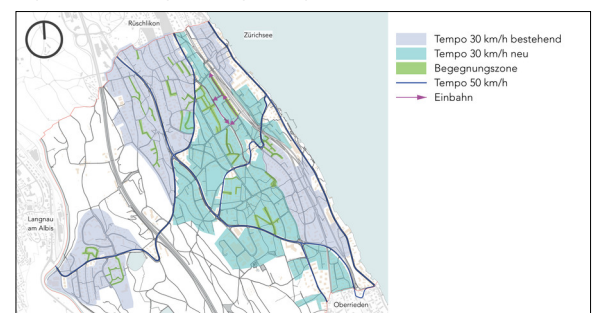 Rüschlikon
Zürichsee
Langnau
am Albis
Oberrieden
Tempo 30 km/h bestehend
Tempo 30 km/h neu
Begegnungszone
Tempo 50 km/h
Einbahn